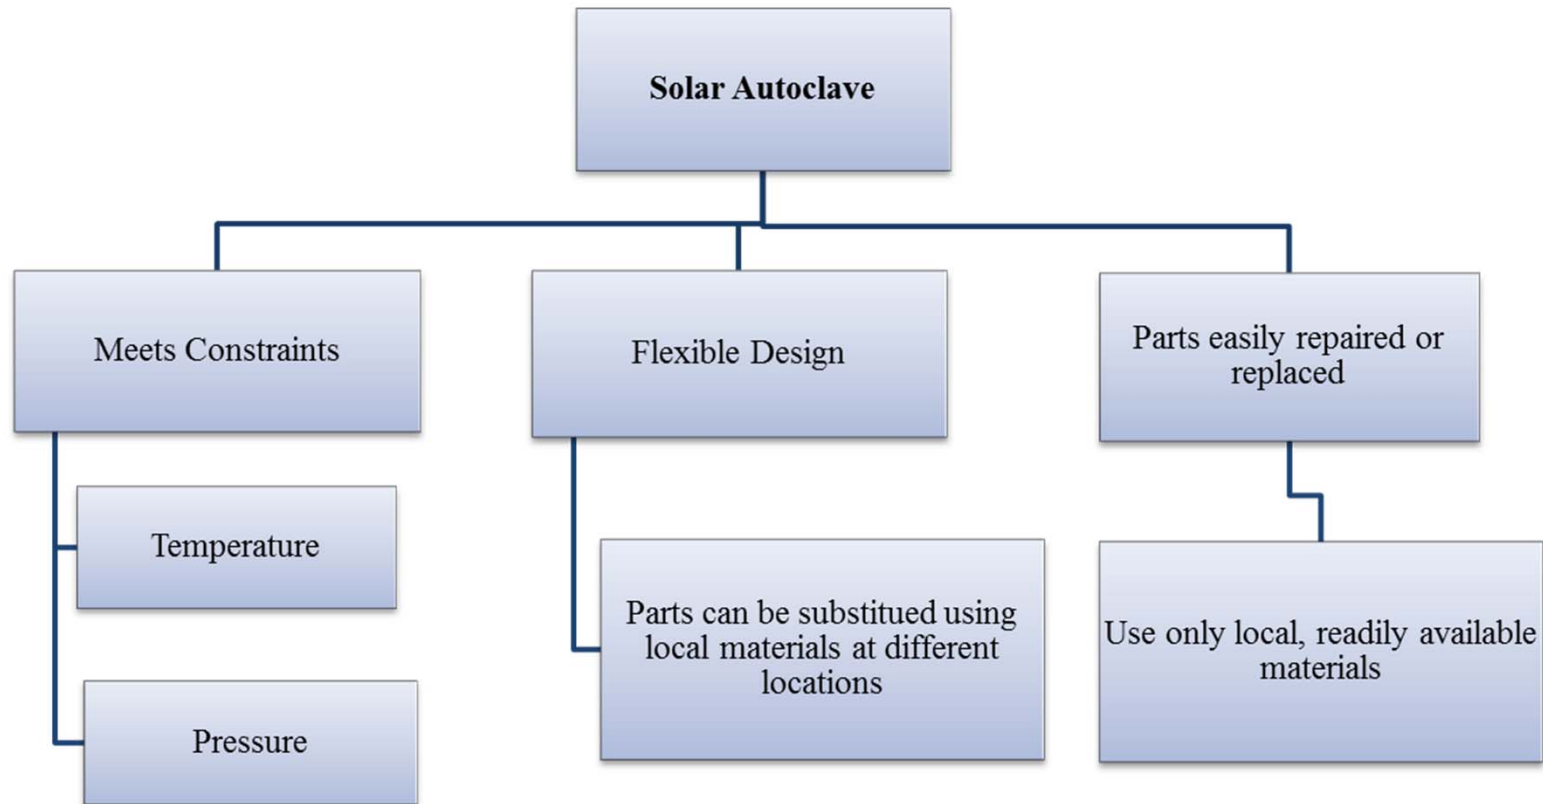 Solar Autoclave
Meets Constraints
Flexible Design
Parts easily repaired or
replaced
Temperature
Pressure
Parts can be substitued using
local materials at different
locations
Use only local, readily available
materials